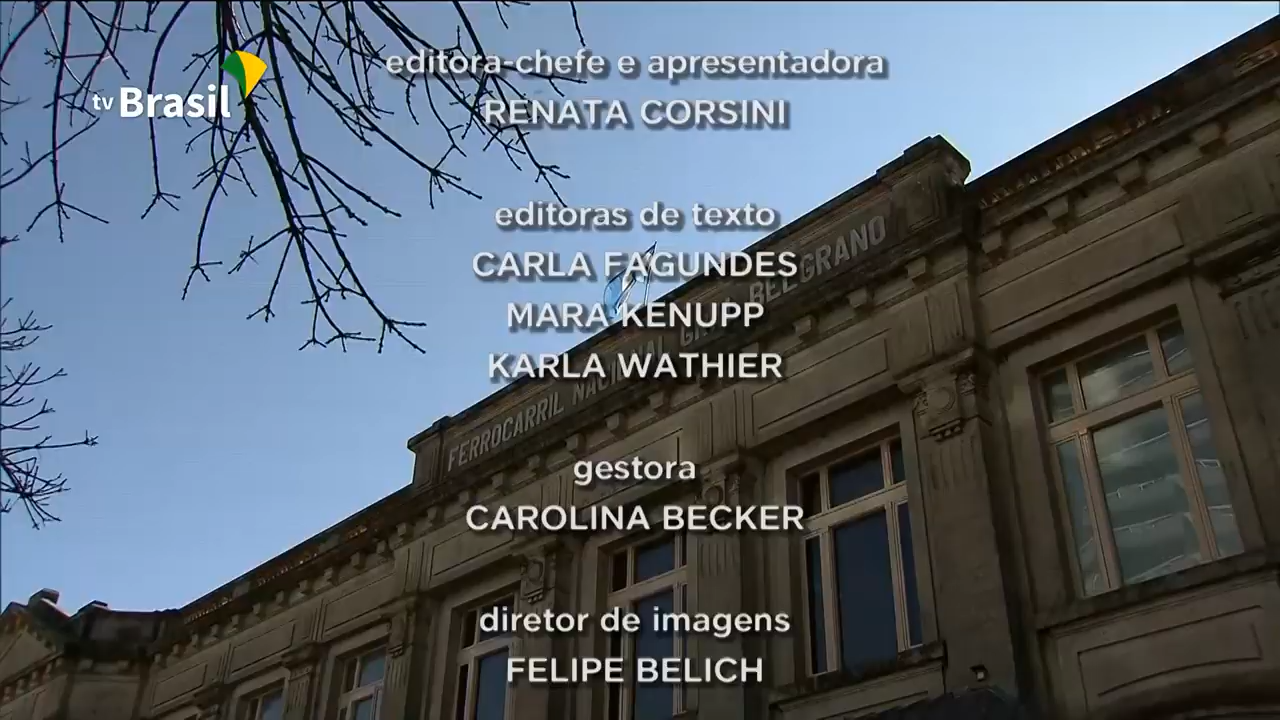 tv Brasil
editora-chefe e apresentadora
RENATA CORSINI
editoras de texto
CARLA FAGUNDES
MARA KENUPP
KARLA WATHIER
gestora
CAROLINA BECKER
diretor de imagens
FELIPE BELICH
FERROCARRIL NACIONAL GRAL BELGRANO